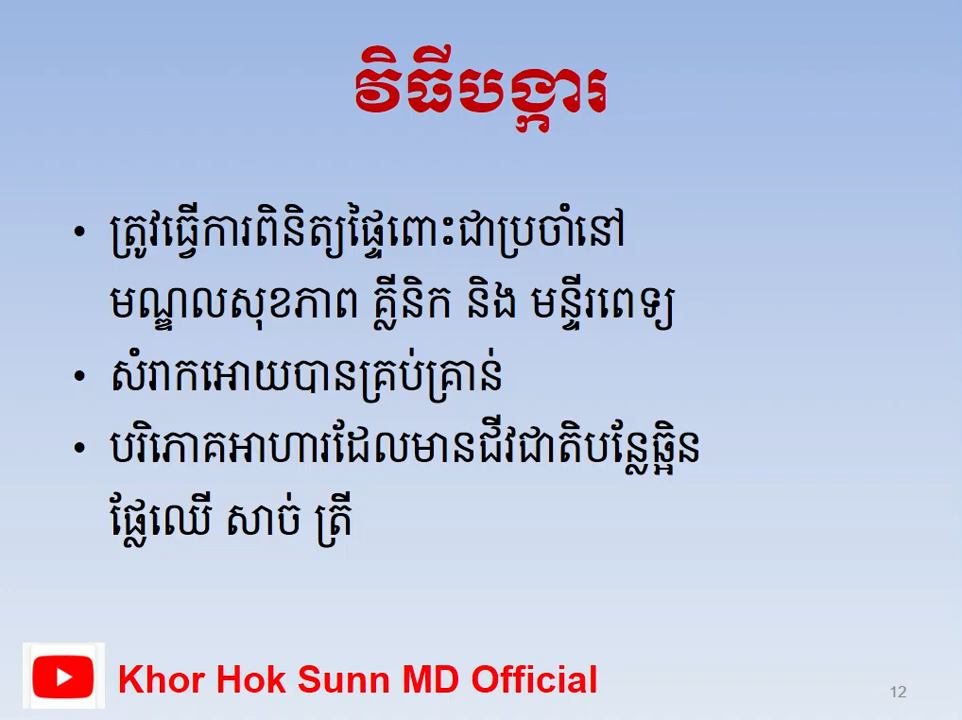 វិធីបង្ការ
• ត្រូវធ្វើការពិនិត្យផ្ទៃពោះជាប្រចាំនៅ
មណ្ឌលសុខភាព គ្លីនិក និង មន្ទីរពេទ្យ
• សំរាកអោយបានគ្រប់គ្រាន់
• បរិភោគអាហារដែលមានជីវជាតិបន្លែឆ្អិន
ផ្លែឈើ សាច់ ត្រី
Khor Hok Sunn MD Official
12